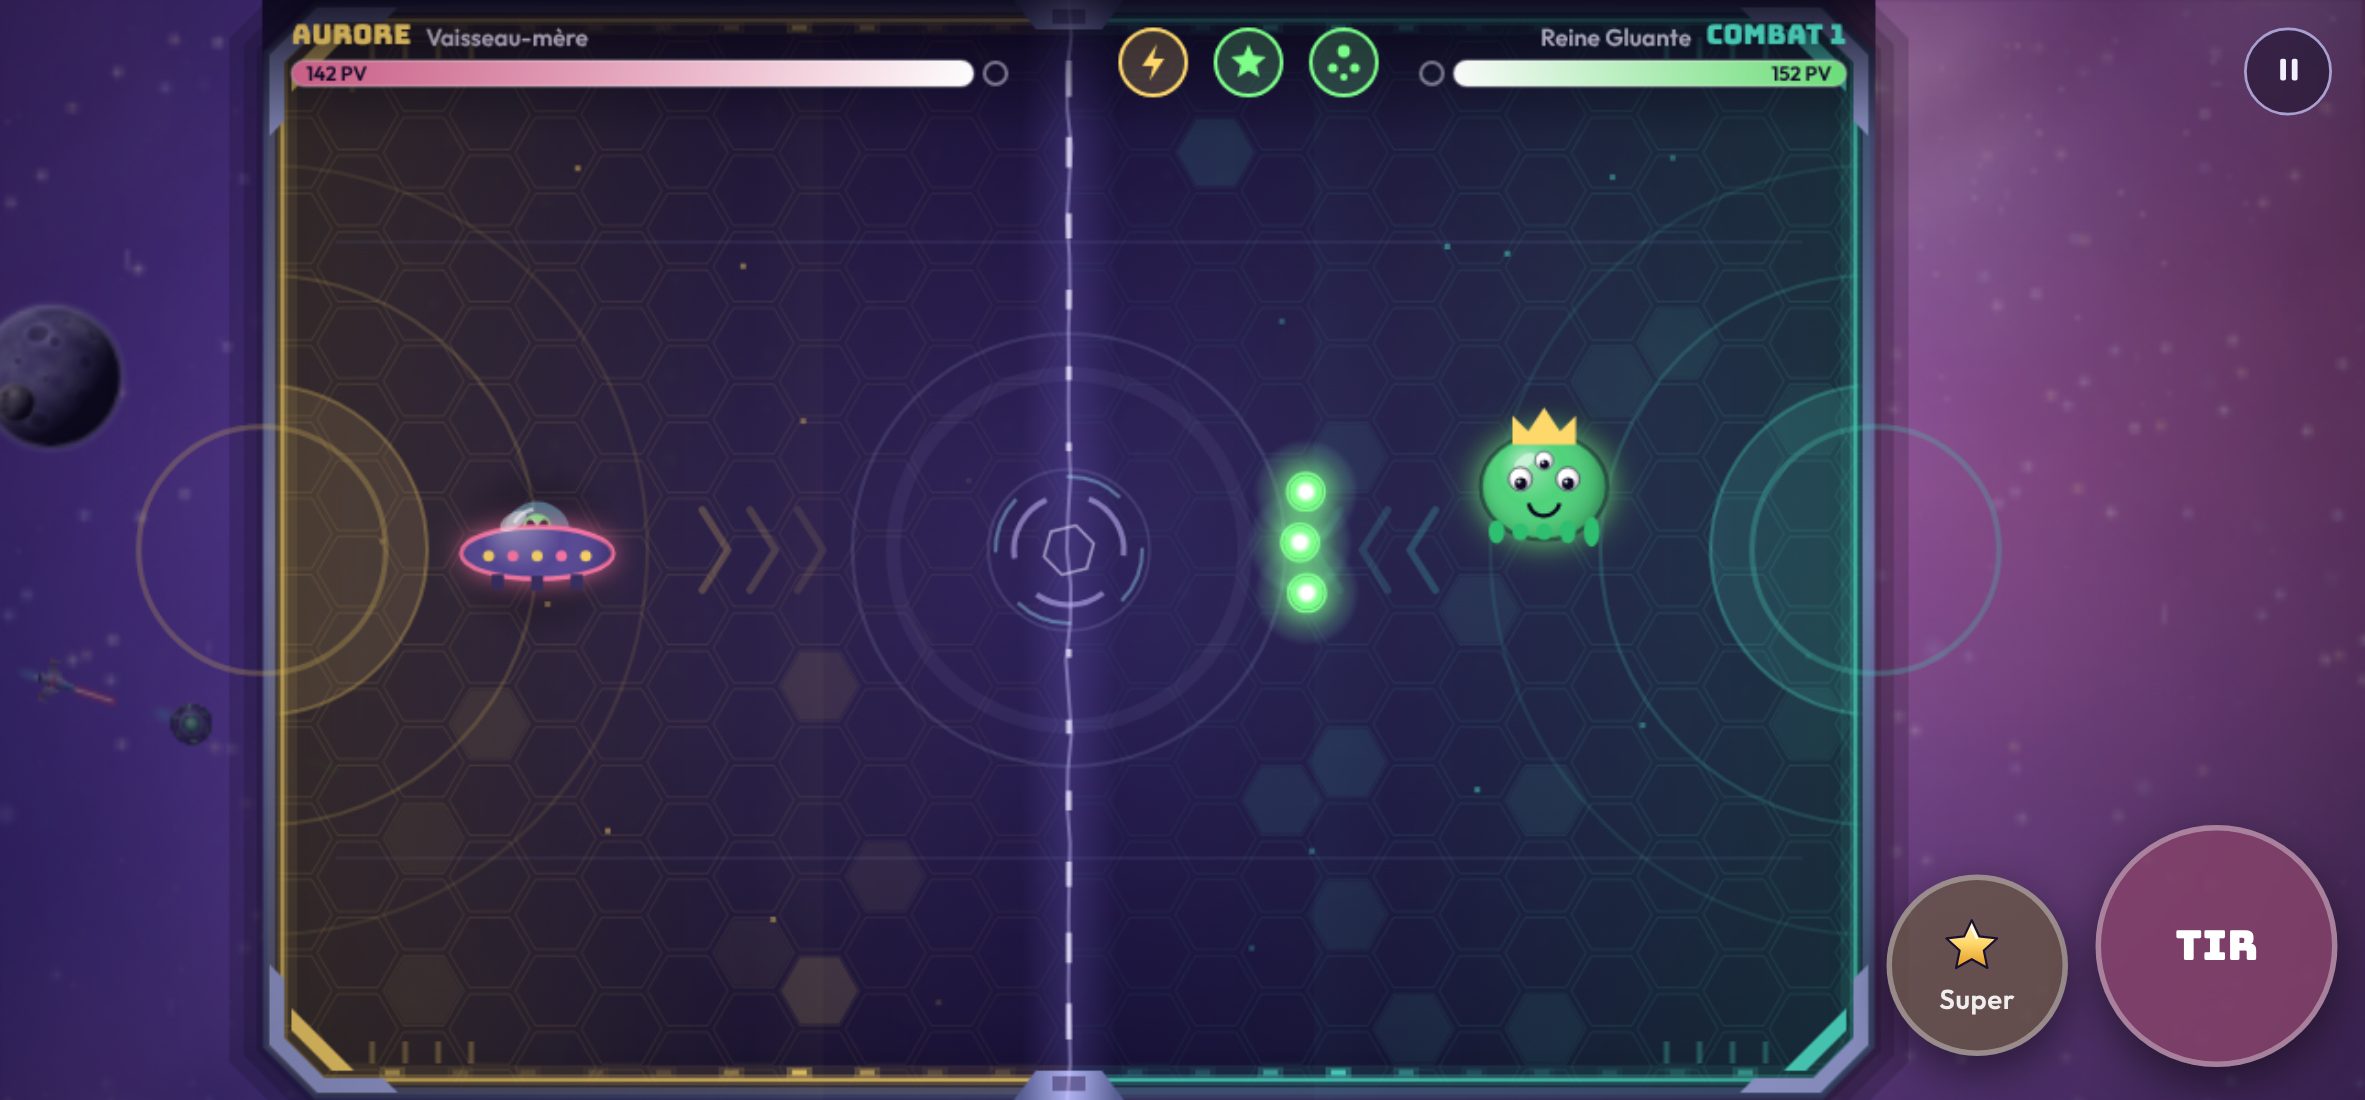 AURORE Vaisseau-mère
142 PV
Reine Gluante COMBAT 1
152 PV
Super
TIR